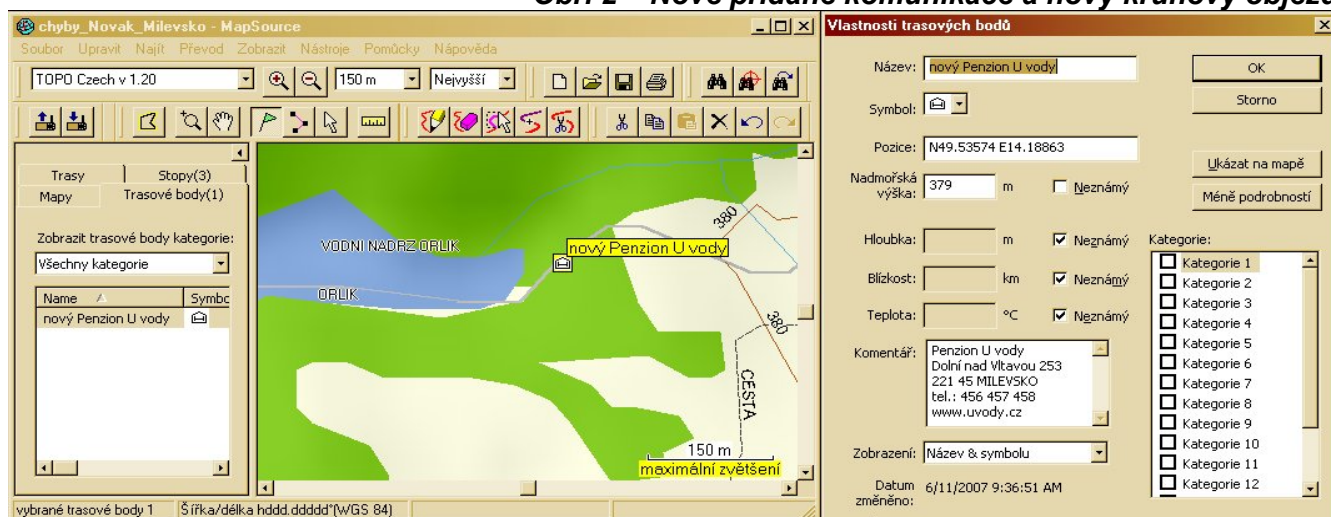 Obr. 2 – Nově přidané komunikace a nový kruhový objezd
chyby_Novak_Milevsko - MapSource
Soubor Upravit Najít Převod Zobrazit Nástroje Pomůcky Nápověda
TOPO Czech v 1.20
150 m
Nejvyšší
Trasy
Stopy(3)
Mapy
Trasové body(1)
Zobrazit trasové body kategorie:
Všechny kategorie
Name Symbo
nový Penzion U vody
VODNI NADRZ ORLIK
ORLIK
nový Penzion U vody
380
380
CESTA
150 m
maximální zvětšení
vybrané trasové body 1
Šířka/délka hddd.ddddd°(WGS 84)
Vlastnosti trasových bodů
Název: nový Penzion U vody
OK
Symbol:
Storno
Pozice: N49.53574 E14.18863
Ukázat na mapě
Nadmořská
výška: 379 m Neznámý
Méně podrobností
Hloubka: m Neznámý
Blízkost: km Neznámý
Teplota: °C Neznámý
Komentář:
Penzion U vody
Dolní nad Vltavou 253
221 45 MILEVSKO
tel.: 456 457 458
www.uvody.cz
Zobrazení: Název & symbolu
Datum
změněno: 6/11/2007 9:36:51 AM
Kategorie:
Kategorie 1
Kategorie 2
Kategorie 3
Kategorie 4
Kategorie 5
Kategorie 6
Kategorie 7
Kategorie 8
Kategorie 9
Kategorie 10
Kategorie 11
Kategorie 12